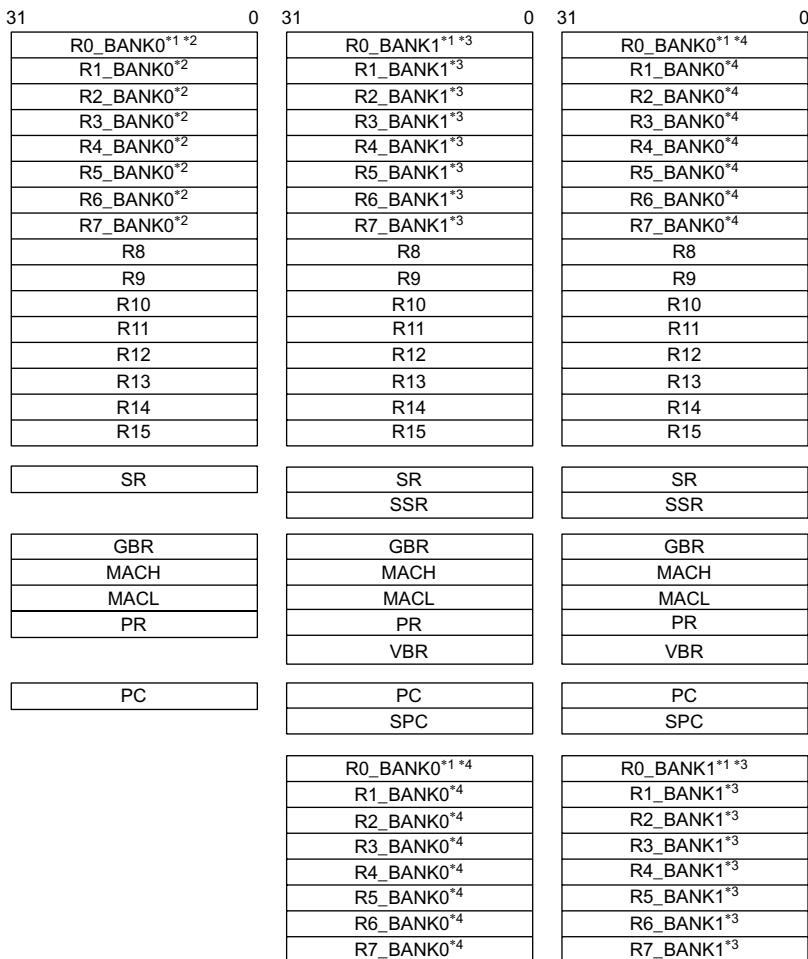 31 0 31 0 31 0
R0_BANK0*1 *2 R0_BANK1*1 *3 R0_BANK0*1 *4
R1_BANK0*2 R1_BANK1*3 R1_BANK0*4
R2_BANK0*2 R2_BANK1*3 R2_BANK0*4
R3_BANK0*2 R3_BANK1*3 R3_BANK0*4
R4_BANK0*2 R4_BANK1*3 R4_BANK0*4
R5_BANK0*2 R5_BANK1*3 R5_BANK0*4
R6_BANK0*2 R6_BANK1*3 R6_BANK0*4
R7_BANK0*2 R7_BANK1*3 R7_BANK0*4
R8 R8 R8
R9 R9 R9
R10 R10 R10
R11 R11 R11
R12 R12 R12
R13 R13 R13
R14 R14 R14
R15 R15 R15
SR SR SR
SSR SSR
GBR GBR GBR
MACH MACH MACH
MACL MACL MACL
PR PR PR
VBR VBR
PC PC PC
SPC SPC
R0_BANK0*1 *4 R0_BANK1*1 *3
R1_BANK0*4 R1_BANK1*3
R2_BANK0*4 R2_BANK1*3
R3_BANK0*4 R3_BANK1*3
R4_BANK0*4 R4_BANK1*3
R5_BANK0*4 R5_BANK1*3
R6_BANK0*4 R6_BANK1*3
R7_BANK0*4 R7_BANK1*3